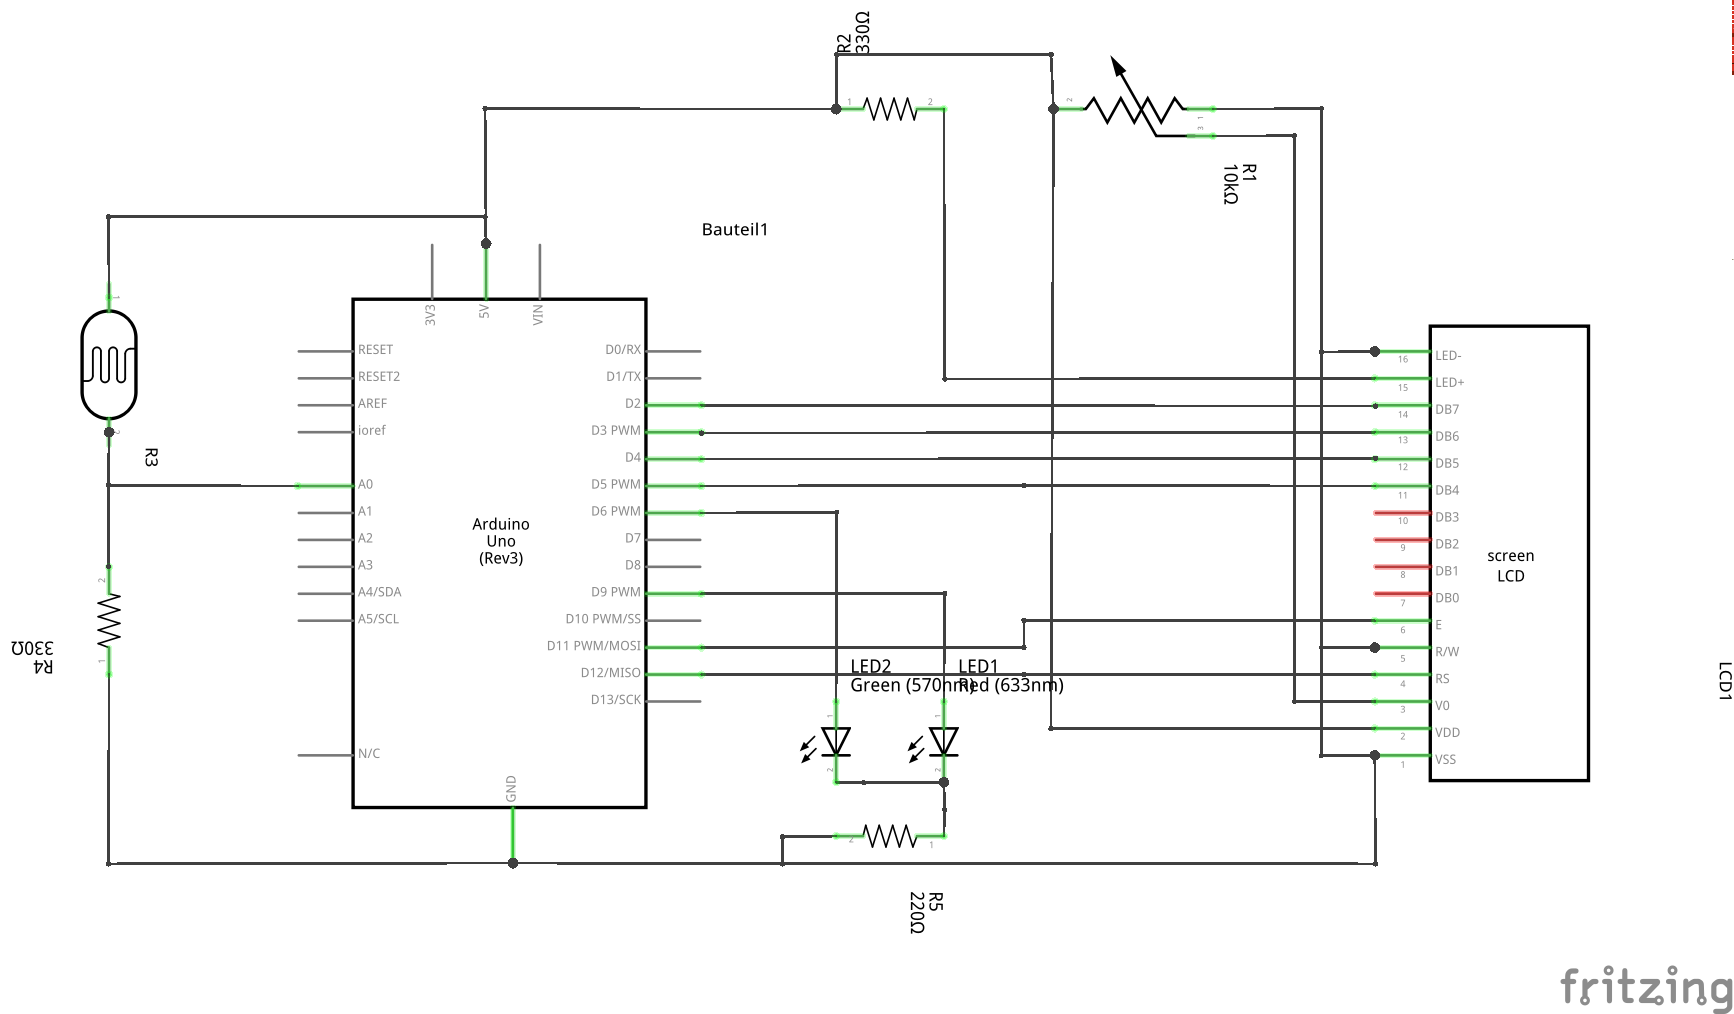 R2
330Ω
1
2
2
1
3
R1
10kΩ
Bauteil1
1
2
R3
3V3
5V
VIN
RESET
RESET2
AREF
ioref
A0
A1
A2
A3
A4/SDA
A5/SCL
N/C
Arduino
Uno
(Rev3)
D0/RX
D1/TX
D2
D3 PWM
D4
D5 PWM
D6 PWM
D7
D8
D9 PWM
D10 PWM/SS
D11 PWM/MOSI
D12/MISO
D13/SCK
GND
2
1
R4
330Ω
LED2
Green (570nm)
LED1
Red (633nm)
1
2
1
2
2
1
R5
220Ω
16 LED-
15 LED+
14 DB7
13 DB6
12 DB5
11 DB4
10 DB3
9 DB2
8 DB1
7 DB0
6 E
5 R/W
4 RS
3 V0
2 VDD
1 VSS
screen
LCD
LCD1
fritzing